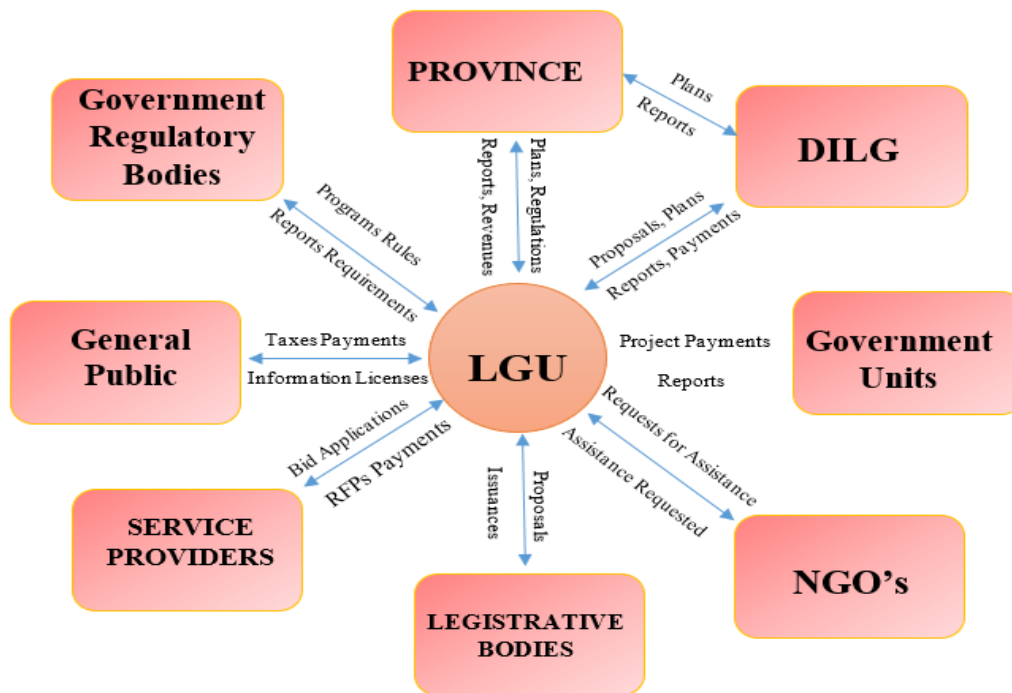 PROVINCE
Plans
Reports
DILG
Government
Regulatory
Bodies
Programs Rules
Reports Requirements
Reports, Revenues
Plans, Regulations
Proposals, Plans
Reports, Payments
General
Public
Taxes Payments
Information Licenses
LGU
Project Payments
Reports
Government
Units
Bid Applications
RFPs Payments
Issuances
Proposals
Requests for Assistance
Assistance Requested
SERVICE
PROVIDERS
LEGISTRATIVE
BODIES
NGO's